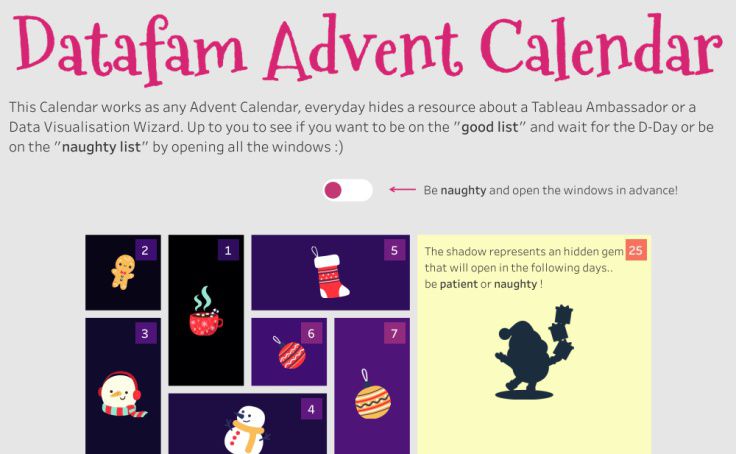 Datafam Advent Calendar
This Calendar works as any Advent Calendar, everyday hides a resource about a Tableau Ambassador or a
Data Visualisation Wizard. Up to you to see if you want to be on the "good list" and wait for the D-Day or be
on the "naughty list" by opening all the windows :)
Be naughty and open the windows in advance!
2
1
5
The shadow represents an hidden gem
25
that will open in the following days..
be patient or naughty !
3
6
7
4